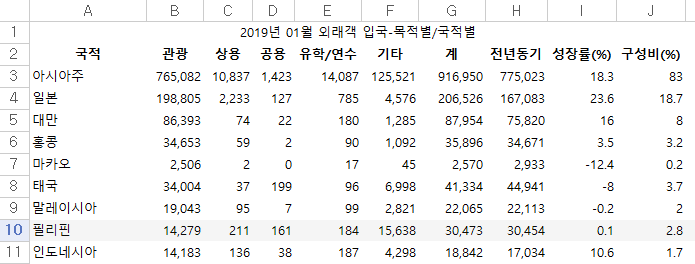 A B C D E F G H I J
1 2019년 01월 외래객 입국-목적별/국적별
2 국적 관광 상용 공용 유학/연수 기타 계 전년동기 성장률(%) 구성비(%)
3 아시아주 765,082 10,837 1,423 14,087 125,521 916,950 775,023 18.3 83
4 일본 198,805 2,233 127 785 4,576 206,526 167,083 23.6 18.7
5 대만 86,393 74 22 180 1,285 87,954 75,820 16 8
6 홍콩 34,653 59 2 90 1,092 35,896 34,671 3.5 3.2
7 마카오 2,506 2 0 17 45 2,570 2,933 -12.4 0.2
8 태국 34,004 37 199 96 6,998 41,334 44,941 -8 3.7
9 말레이시아 19,043 95 7 99 2,821 22,065 22,113 -0.2 2
10 필리핀 14,279 211 161 184 15,638 30,473 30,454 0.1 2.8
11 인도네시아 14,183 136 38 187 4,298 18,842 17,034 10.6 1.7